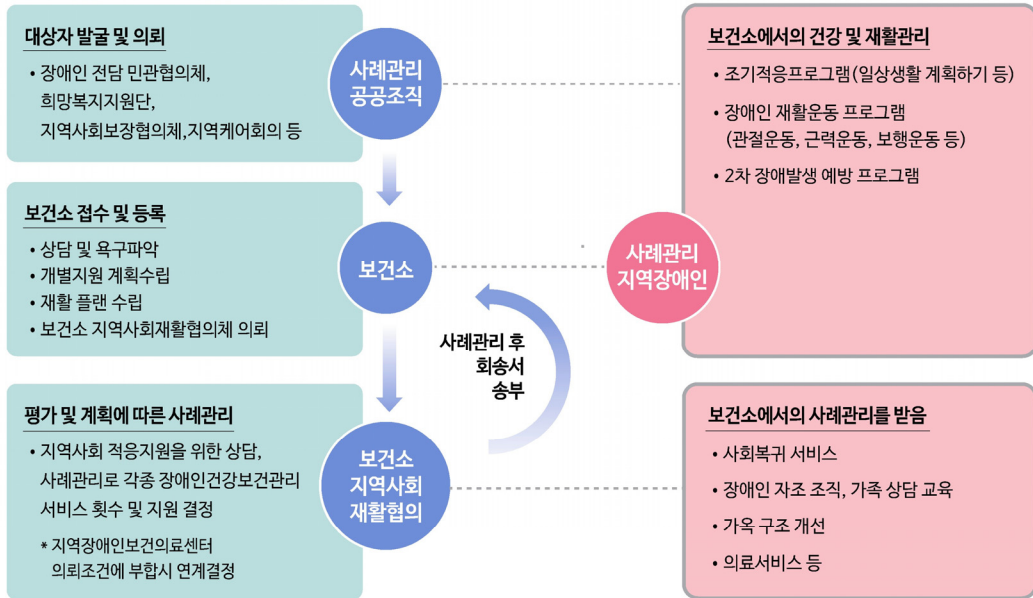 대상자 발굴 및 의뢰
• 장애인 전담 민관협의체,
희망복지지원단,
지역사회보장협의체,지역케어회의 등
사례관리
공공조직
보건소에서의 건강 및 재활관리
• 조기적응프로그램(일상생활 계획하기 등)
• 장애인 재활운동 프로그램
(관절운동, 근력운동, 보행운동 등)
• 2차 장애발생 예방 프로그램
보건소 접수 및 등록
• 상담 및 욕구파악
• 개별지원 계획수립
• 재활 플랜 수립
• 보건소 지역사회재활협의체 의뢰
보건소
사례관리
지역장애인
사례관리 후
회송서
송부
평가 및 계획에 따른 사례관리
• 지역사회 적응지원을 위한 상담,
사례관리로 각종 장애인건강보건관리
서비스 횟수 및 지원 결정
* 지역장애인보건의료센터
의뢰조건에 부합시 연계결정
보건소
지역사회
재활협의
보건소에서의 사례관리를 받음
• 사회복귀 서비스
• 장애인 자조 조직, 가족 상담 교육
• 가옥 구조 개선
• 의료서비스 등